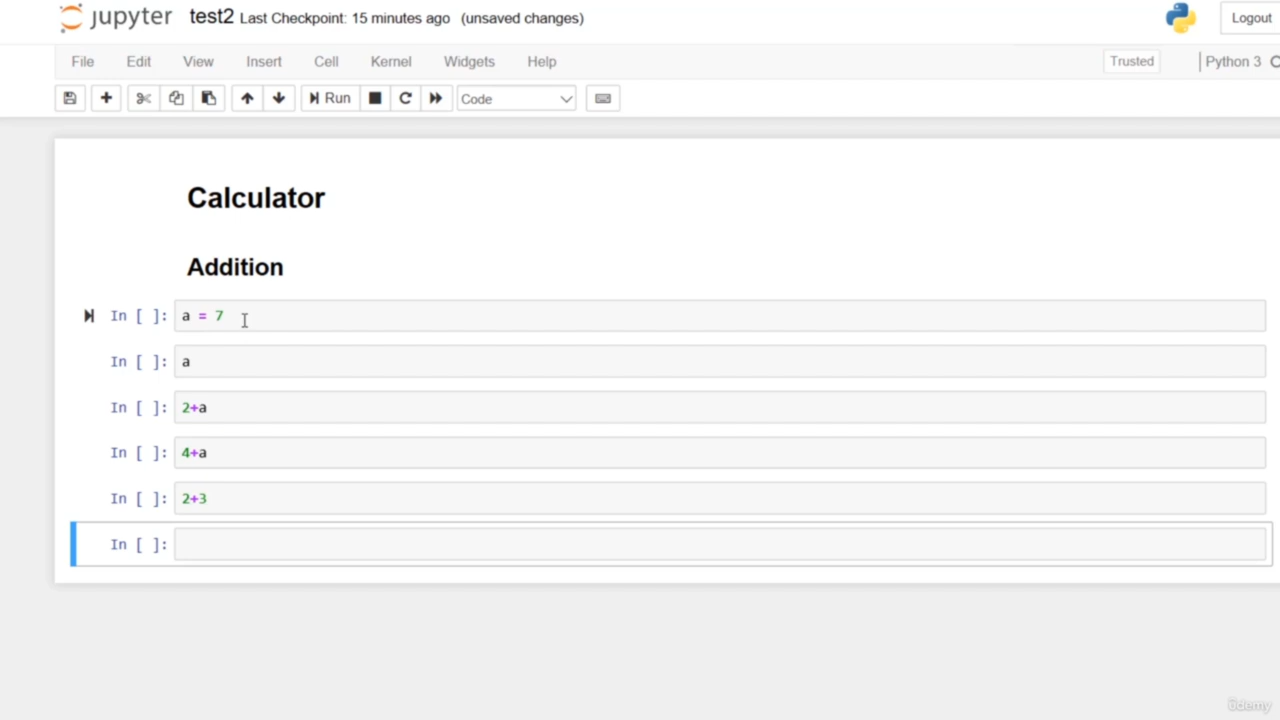 jupyter test2 Last Checkpoint: 15 minutes ago (unsaved changes) Logout
File Edit View Insert Cell Kernel Widgets Help Trusted Python 3
Run Code
Calculator
Addition
In [ ]: a = 7
In [ ]: a
In [ ]: 2+a
In [ ]: 4+a
In [ ]: 2+3
In [ ]:
ûdemy